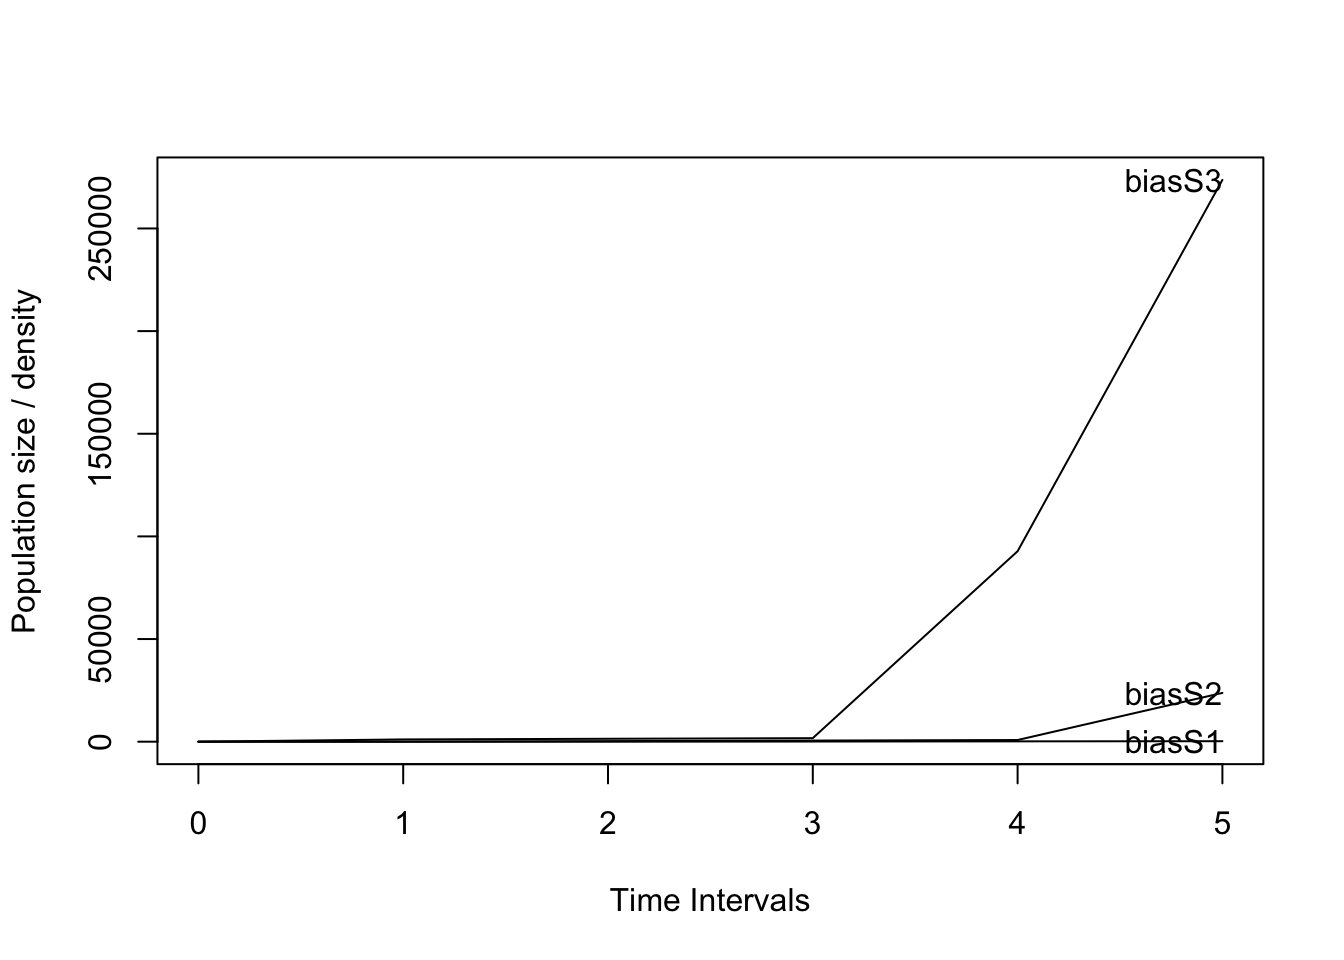 Population size / density
250000
150000
50000
0
biasS3
biasS2
biasS1
0 1 2 3 4 5
Time Intervals